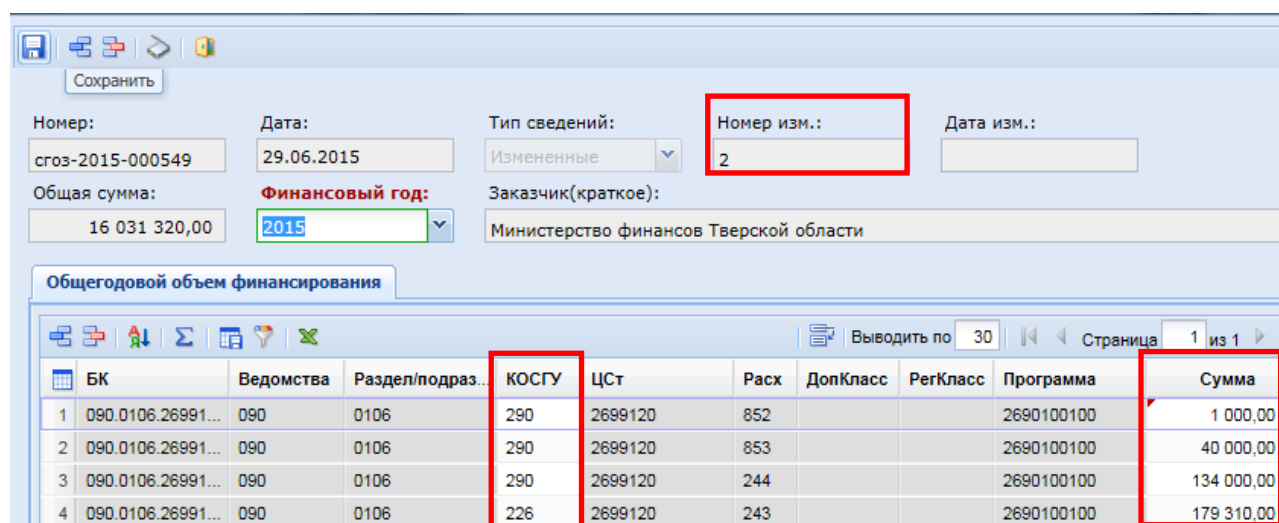 Сохранить
Номер: Дата: Тип сведений: Номер изм.: Дата изм.:
сгоз-2015-000549 29.06.2015 Измененные 2
Общая сумма: Финансовый год: Заказчик(краткое):
16 031 320,00 2015 Министерство финансов Тверской области
Общегодовой объем финансирования
Выводить по 30 Страница 1 из 1
БК Ведомства Раздел/подраз... КОСГУ ЦСт Расх ДопКласс РегКласс Программа Сумма
1 090.0106.26991... 090 0106 290 2699120 852 2690100100 1 000,00
2 090.0106.26991... 090 0106 290 2699120 853 2690100100 40 000,00
3 090.0106.26991... 090 0106 290 2699120 244 2690100100 134 000,00
4 090.0106.26991... 090 0106 226 2699120 243 2690100100 179 310,00